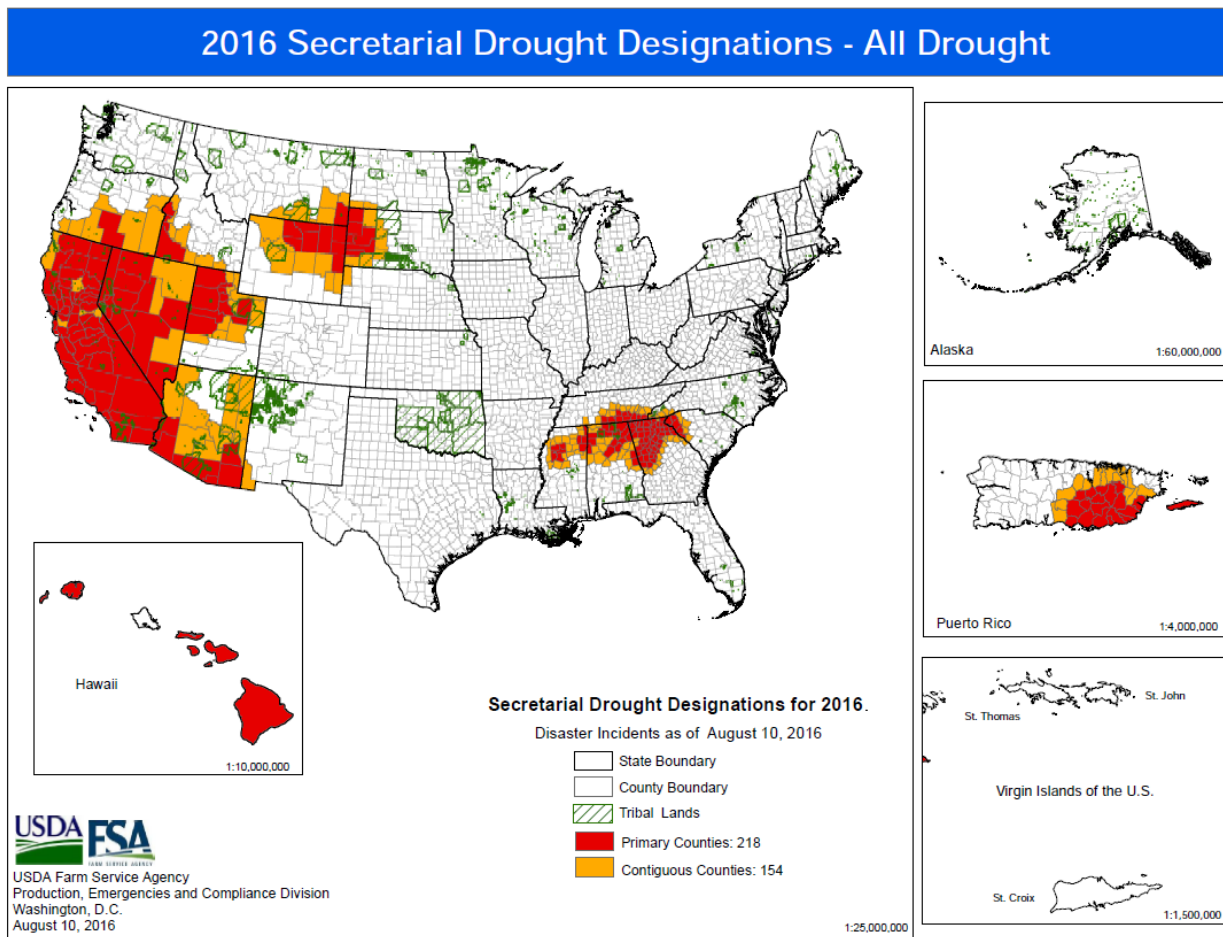 2016 Secretarial Drought Designations - All Drought
Alaska
1:60,000,000
Puerto Rico
1:4,000,000
Hawaii
1:10,000,000
Secretarial Drought Designations for 2016.
Disaster Incidents as of August 10, 2016
State Boundary
County Boundary
Tribal Lands
Primary Counties: 218
Contiguous Counties: 154
St. John
St. Thomas
Virgin Islands of the U.S.
St. Croix
1:1,500,000
USDA FSA
FARM SERVICE AGENCY
USDA Farm Service Agency
Production, Emergencies and Compliance Division
Washington, D.C.
August 10, 2016
1:25,000,000